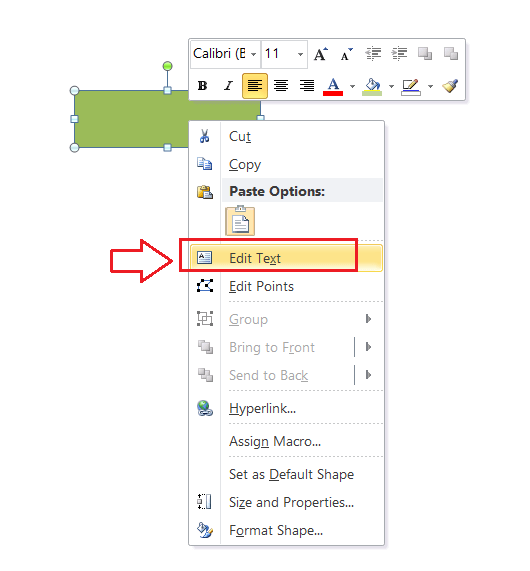 Calibri (E 11 A A
B I A
Cut
Copy
Paste Options:
Edit Text
Edit Points
Group
Bring to Front
Send to Back
Hyperlink...
Assign Macro...
Set as Default Shape
Size and Properties...
Format Shape...